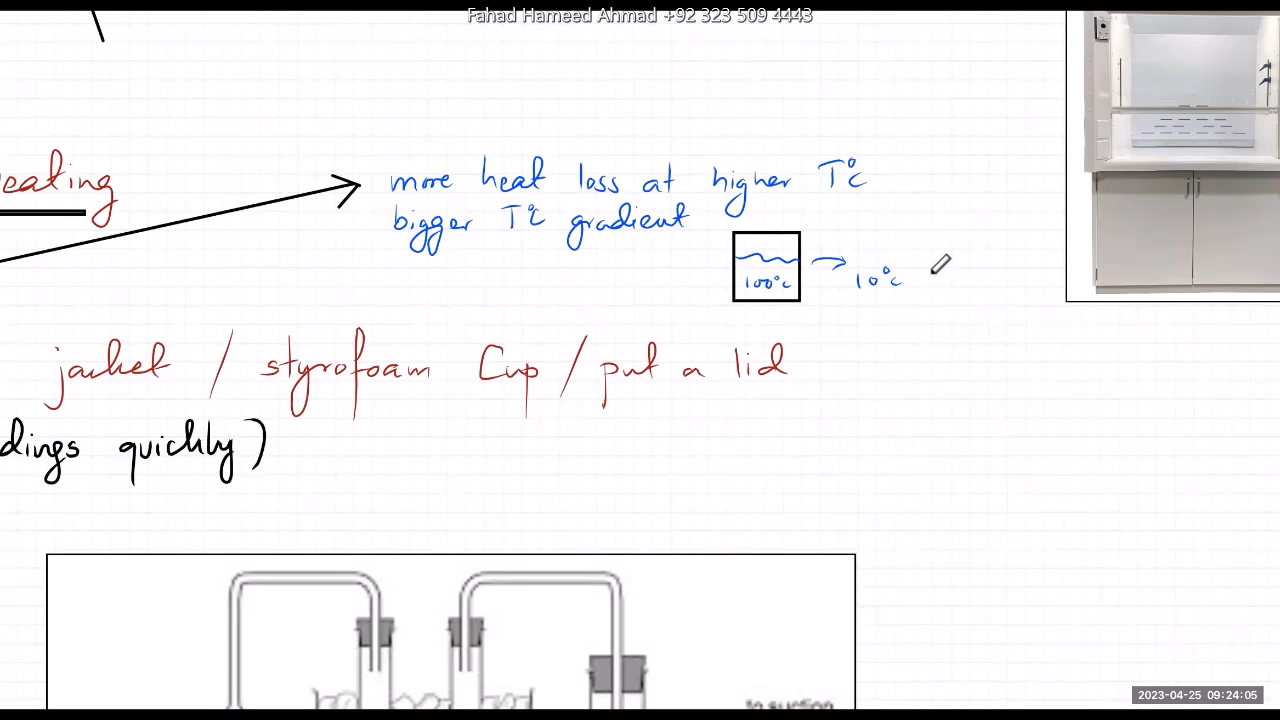 Fahad Hameed Ahmad +92 323 509 4443
eating
more heat loss at higher T°C
bigger T°C gradient
100°C → 10°C
jacket / styrofoam Cup / put a lid
dings quickly)
to suction
2023-04-25 09:24:05